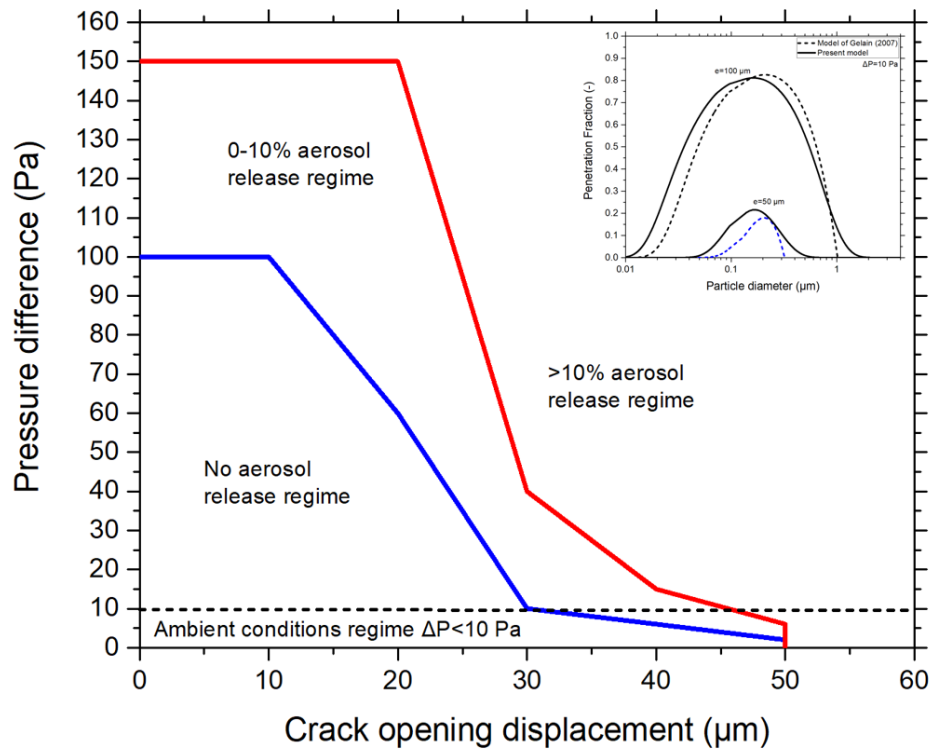 160
150
140
130
120
110
100
90
80
70
60
50
40
30
20
10
0
Pressure difference (Pa)
0-10% aerosol
release regime
>10% aerosol
release regime
No aerosol
release regime
Ambient conditions regime ΔP<10 Pa
0 10 20 30 40 50 60
Crack opening displacement (μm)
1.0
0.9
0.8
0.7
0.6
0.5
0.4
0.3
0.2
0.1
0.0
Penetration Fraction (-)
Model of Gelain (2007)
Present model
ΔP=10 Pa
e=100 μm
e=50 μm
0.01 0.1 1
Particle diameter (μm)